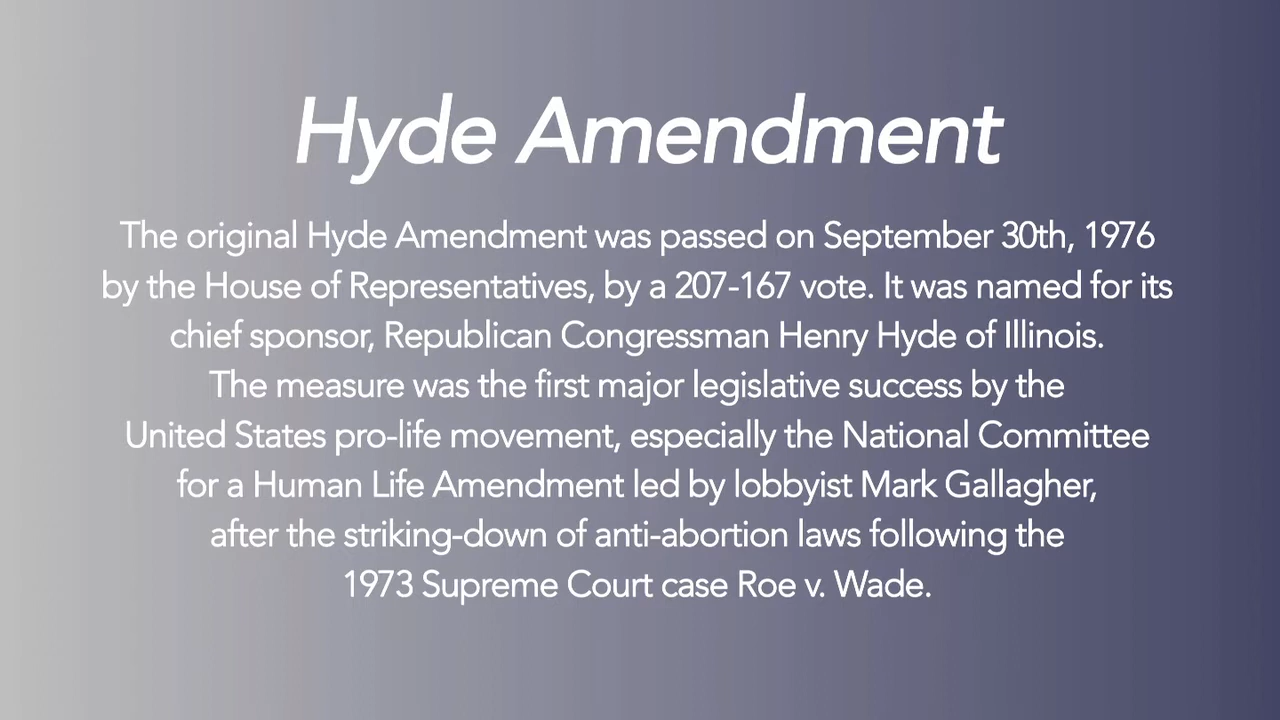 Hyde Amendment
The original Hyde Amendment was passed on September 30th, 1976
by the House of Representatives, by a 207-167 vote. It was named for its
chief sponsor, Republican Congressman Henry Hyde of Illinois.
The measure was the first major legislative success by the
United States pro-life movement, especially the National Committee
for a Human Life Amendment led by lobbyist Mark Gallagher,
after the striking-down of anti-abortion laws following the
1973 Supreme Court case Roe v. Wade.